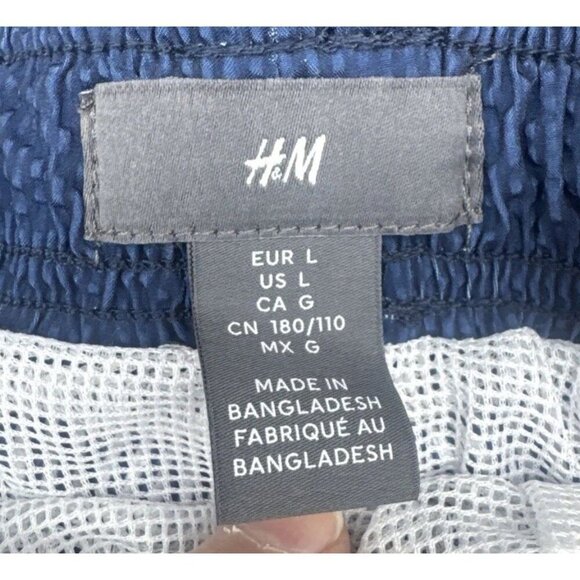 H&M
EUR L
US L
CA G
CN 180/110
MX G
MADE IN
BANGLADESH
FABRIQUÉ AU
BANGLADESH